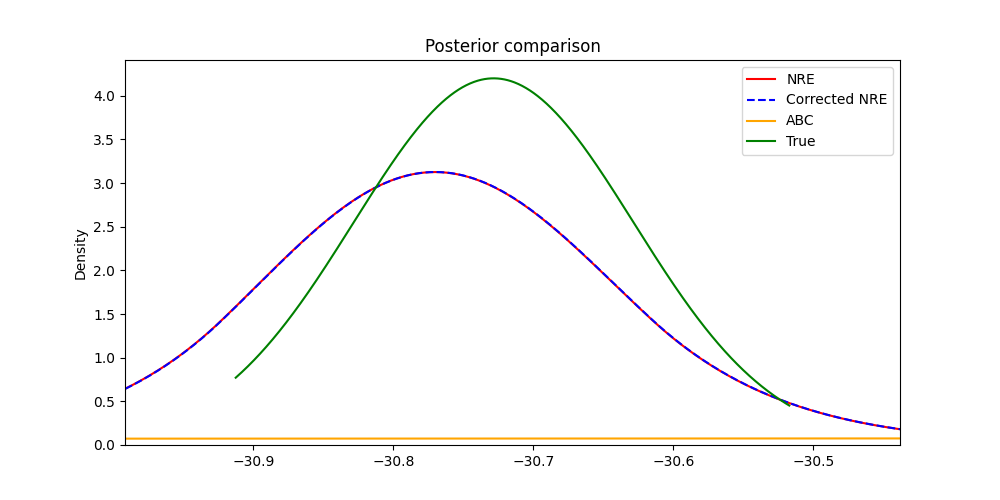 Posterior comparison
NRE
Corrected NRE
ABC
True
Density
4.0
3.5
3.0
2.5
2.0
1.5
1.0
0.5
0.0
−30.9 −30.8 −30.7 −30.6 −30.5